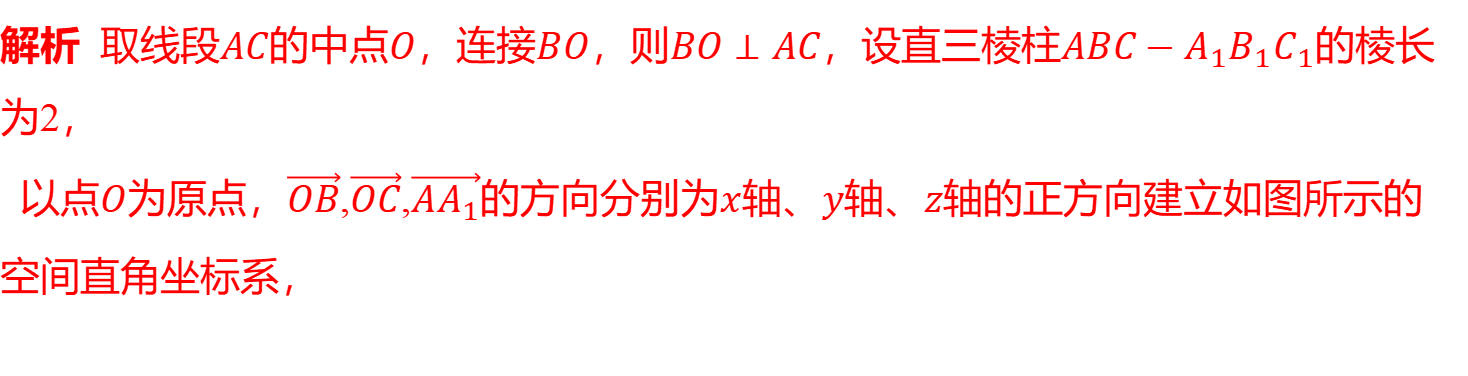 解析 取线段AC的中点O，连接BO，则BO ⊥ AC，设直三棱柱ABC − A₁B₁C₁的棱长
为2，
以点O为原点，$\overrightarrow{OB}$,$\overrightarrow{OC}$,$\overrightarrow{AA_1}$的方向分别为x轴、y轴、z轴的正方向建立如图所示的
空间直角坐标系，